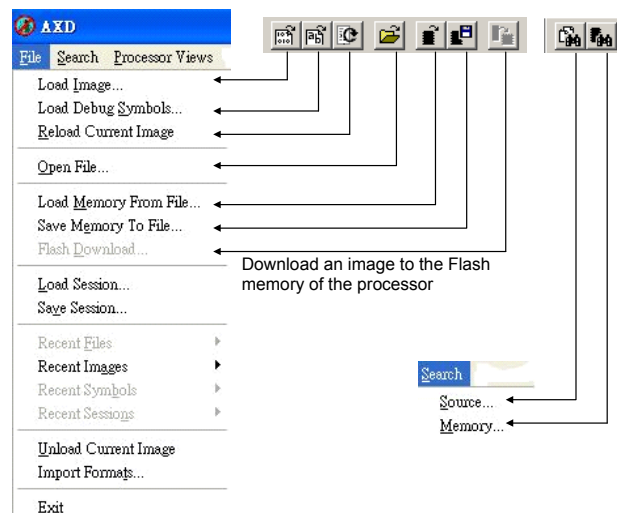 AXD
File Search Processor Views
Load Image...
Load Debug Symbols...
Reload Current Image
Open File...
Load Memory From File...
Save Memory To File...
Flash Download...
Download an image to the Flash
memory of the processor
Load Session...
Save Session...
Recent Files
Recent Images
Recent Symbols
Recent Sessions
Unload Current Image
Import Formats...
Exit
Search
Source...
Memory...